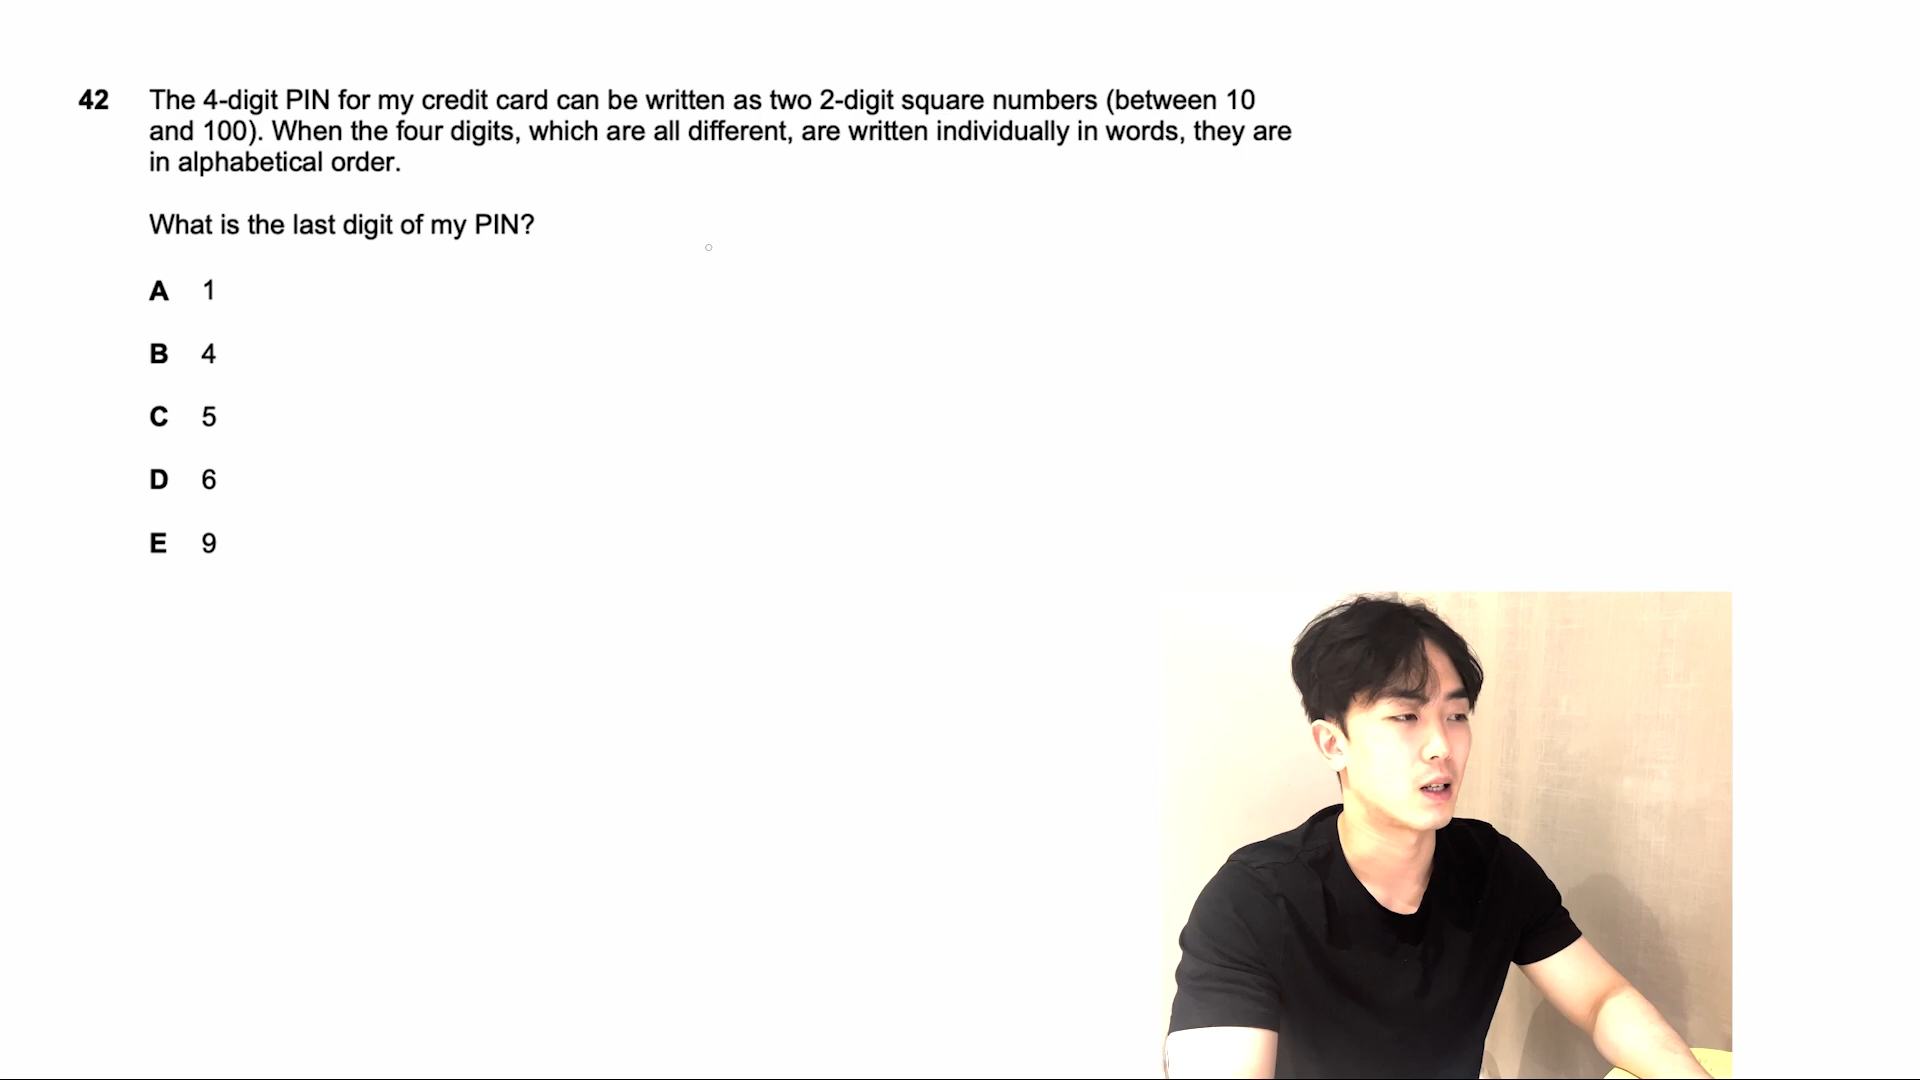 42 The 4-digit PIN for my credit card can be written as two 2-digit square numbers (between 10
and 100). When the four digits, which are all different, are written individually in words, they are
in alphabetical order.
What is the last digit of my PIN?
A 1
B 4
C 5
D 6
E 9